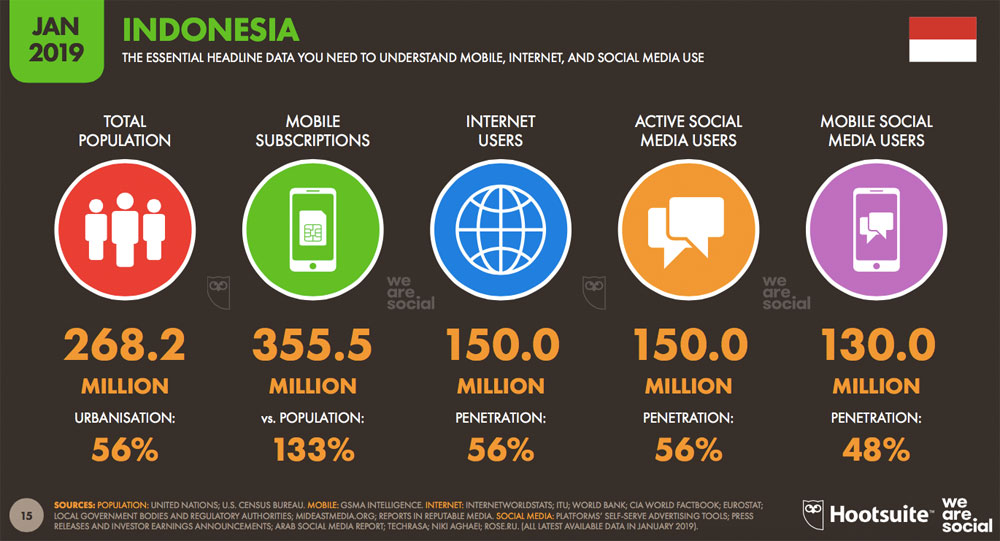 JAN
2019
INDONESIA
THE ESSENTIAL HEADLINE DATA YOU NEED TO UNDERSTAND MOBILE, INTERNET, AND SOCIAL MEDIA USE
TOTAL
POPULATION
MOBILE
SUBSCRIPTIONS
INTERNET
USERS
ACTIVE SOCIAL
MEDIA USERS
MOBILE SOCIAL
MEDIA USERS
we
are
social
we
are
social
268.2
MILLION
URBANISATION:
56%
355.5
MILLION
vs. POPULATION:
133%
150.0
MILLION
PENETRATION:
56%
150.0
MILLION
PENETRATION:
56%
130.0
MILLION
PENETRATION:
48%
15
SOURCES: POPULATION: UNITED NATIONS; U.S. CENSUS BUREAU. MOBILE: GSMA INTELLIGENCE. INTERNET: INTERNETWORLDSTATS; ITU; WORLD BANK; CIA WORLD FACTBOOK; EUROSTAT;
LOCAL GOVERNMENT BODIES AND REGULATORY AUTHORITIES; MIDEASTMEDIA.ORG; REPORTS IN REPUTABLE MEDIA. SOCIAL MEDIA: PLATFORMS' SELF-SERVE ADVERTISING TOOLS; PRESS
RELEASES AND INVESTOR EARNINGS ANNOUNCEMENTS; ARAB SOCIAL MEDIA REPORT; TECHRASA; NIKI AGHAEI; ROSE.RU. (ALL LATEST AVAILABLE DATA IN JANUARY 2019).
Hootsuite™
we
are
social